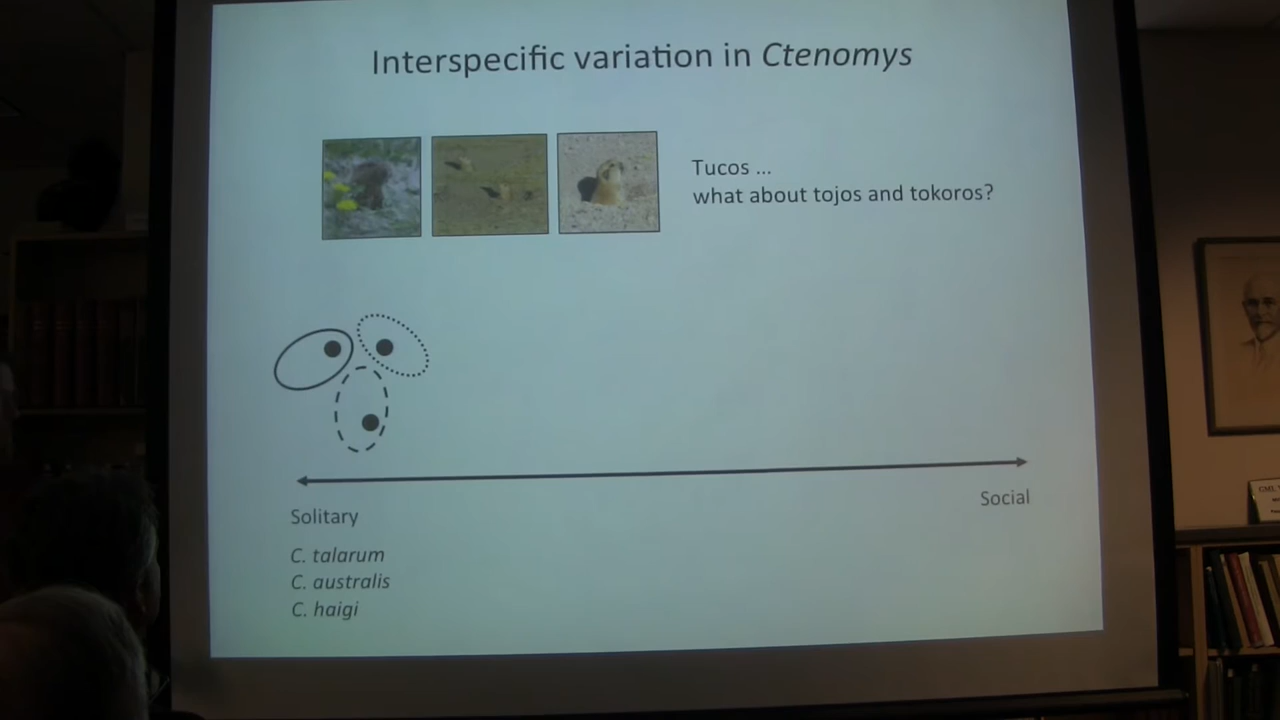 Interspecific variation in Ctenomys
Tucos ...
what about tojos and tokoros?
Solitary
Social
C. talarum
C. australis
C. haigi